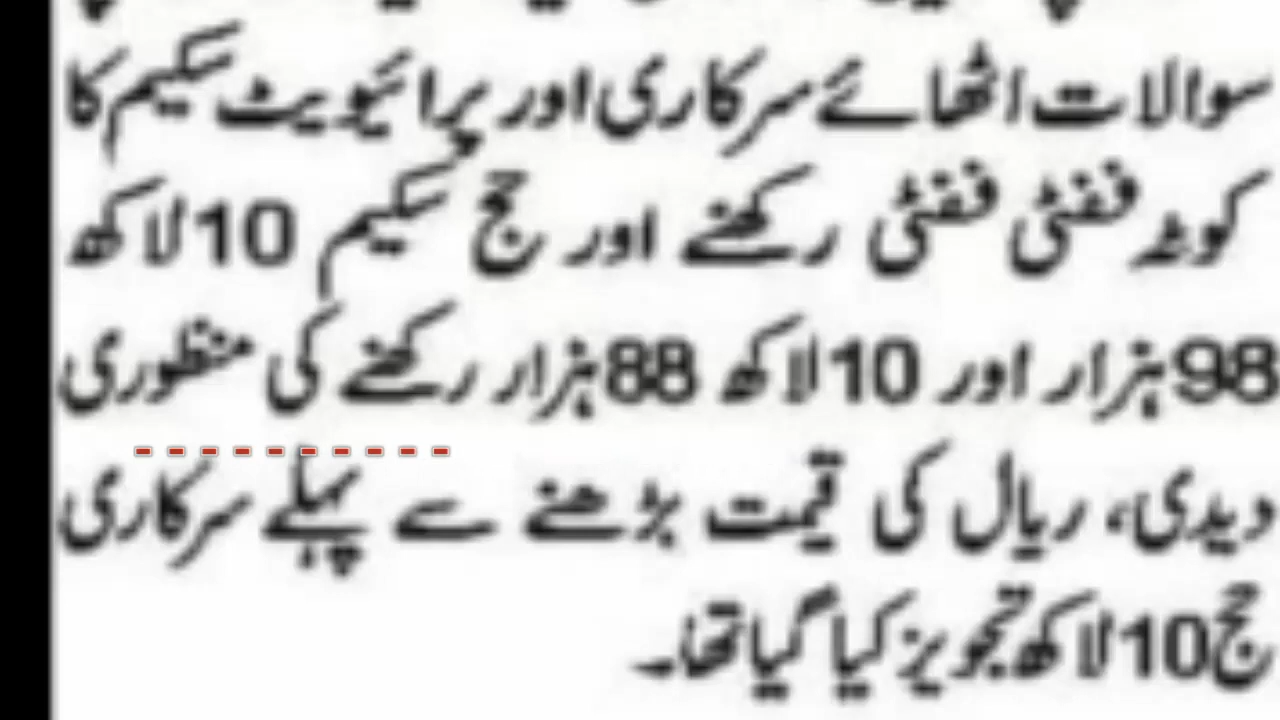 سوالات اٹھائے سرکاری اور پرائیویٹ سکیم کا
کوٹہ ففٹی ففٹی رکھنے اور حج سکیم 10 لاکھ
98 ہزار اور 10 لاکھ 88 ہزار رکھنے کی منظوری
دیدی، ریال کی قیمت بڑھنے سے پہلے سرکاری
حج 10 لاکھ تجویز کیا گیا تھا۔